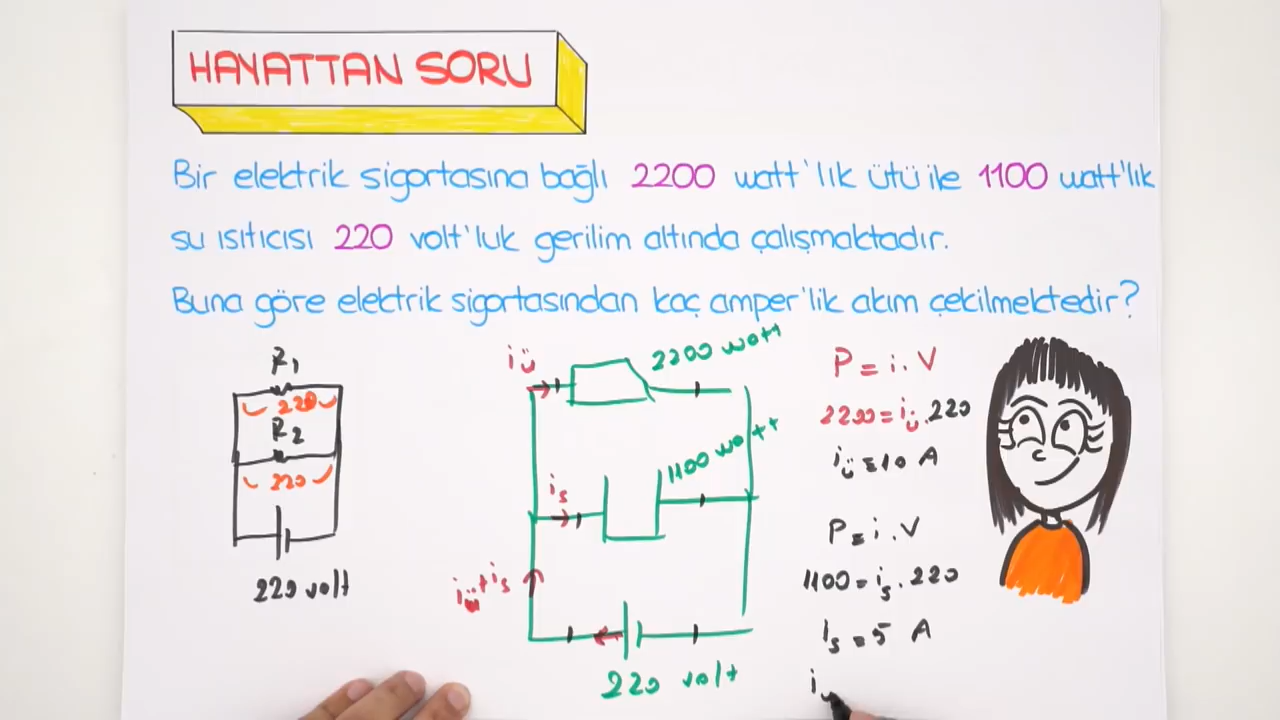 HAYATTAN SORU
Bir elektrik sigortasına bağlı 2200 watt'lık ütü ile 1100 watt'lık
su ısıtıcısı 220 volt'luk gerilim altında çalışmaktadır.
Buna göre elektrik sigortasından kaç amper'lik akım çekilmektedir?
R1
220
R2
220
220 volt
iü
2200 watt
is
1100 watt
iü+is
220 volt
P = i.V
2200 = iü.220
iü = 10 A
P = i.V
1100 = is.220
is = 5 A